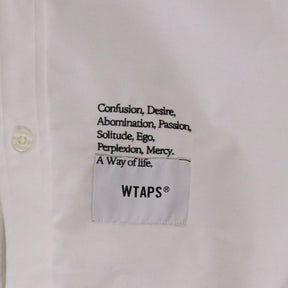 Confusion, Desire,
Abomination, Passion,
Solitude, Ego,
Perplexion, Mercy.
A Way of life.
WTAPS®